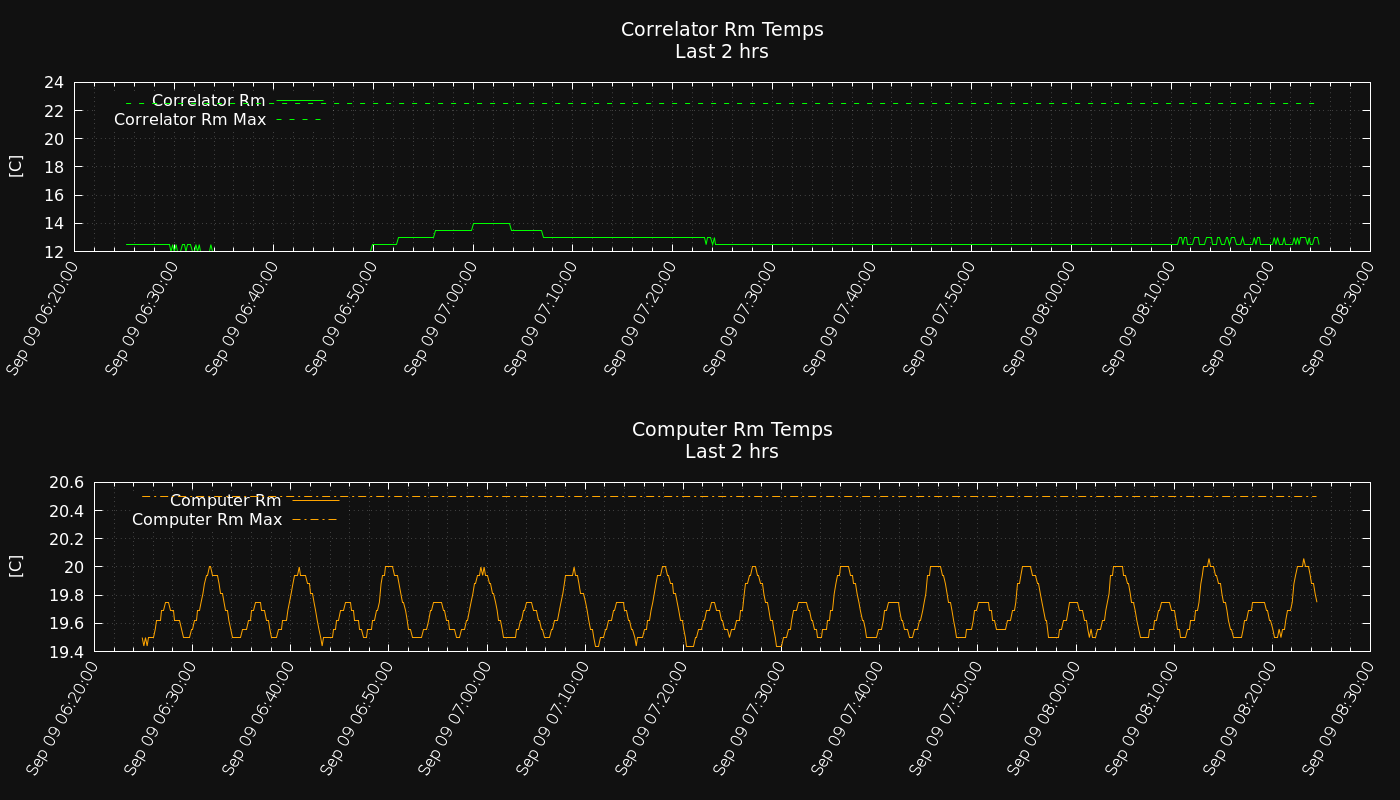 Correlator Rm Temps
Last 2 hrs
24
22
20
18
16
14
12
[C]
Correlator Rm
Correlator Rm Max
Sep 09 06:20:00
Sep 09 06:30:00
Sep 09 06:40:00
Sep 09 06:50:00
Sep 09 07:00:00
Sep 09 07:10:00
Sep 09 07:20:00
Sep 09 07:30:00
Sep 09 07:40:00
Sep 09 07:50:00
Sep 09 08:00:00
Sep 09 08:10:00
Sep 09 08:20:00
Sep 09 08:30:00
Computer Rm Temps
Last 2 hrs
20.6
20.4
20.2
20
19.8
19.6
19.4
[C]
Computer Rm
Computer Rm Max
Sep 09 06:20:00
Sep 09 06:30:00
Sep 09 06:40:00
Sep 09 06:50:00
Sep 09 07:00:00
Sep 09 07:10:00
Sep 09 07:20:00
Sep 09 07:30:00
Sep 09 07:40:00
Sep 09 07:50:00
Sep 09 08:00:00
Sep 09 08:10:00
Sep 09 08:20:00
Sep 09 08:30:00